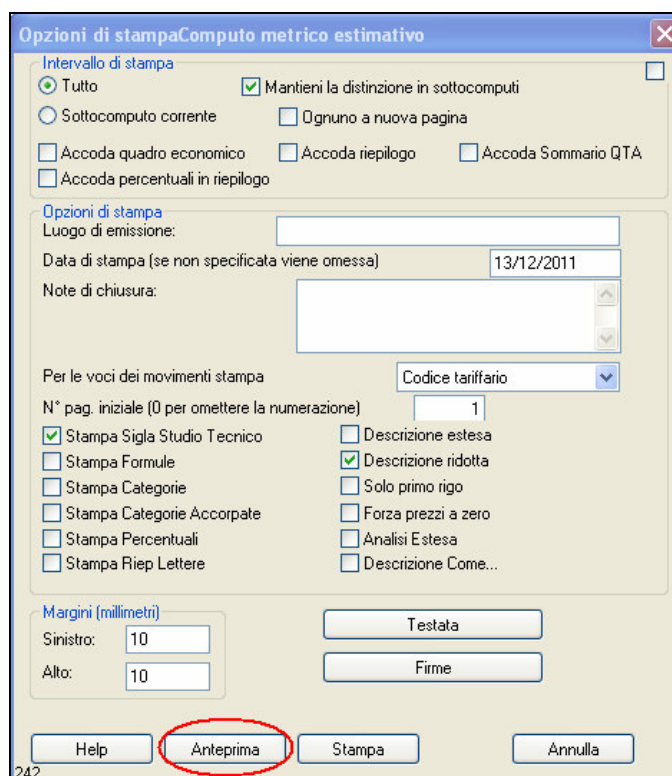 Opzioni di stampaComputo metrico estimativo
Intervallo di stampa
Tutto
Mantieni la distinzione in sottocomputi
Sottocomputo corrente
Ognuno a nuova pagina
Accoda quadro economico
Accoda riepilogo
Accoda Sommario QTA
Accoda percentuali in riepilogo
Opzioni di stampa
Luogo di emissione:
Data di stampa (se non specificata viene omessa)
13/12/2011
Note di chiusura:
Per le voci dei movimenti stampa
Codice tariffario
N° pag. iniziale (0 per omettere la numerazione)
1
Stampa Sigla Studio Tecnico
Descrizione estesa
Stampa Formule
Descrizione ridotta
Stampa Categorie
Solo primo rigo
Stampa Categorie Accorpate
Forza prezzi a zero
Stampa Percentuali
Analisi Estesa
Stampa Riep Lettere
Descrizione Come...
Margini (millimetri)
Sinistro:
10
Testata
Alto:
10
Firme
Help
Anteprima
Stampa
Annulla
242